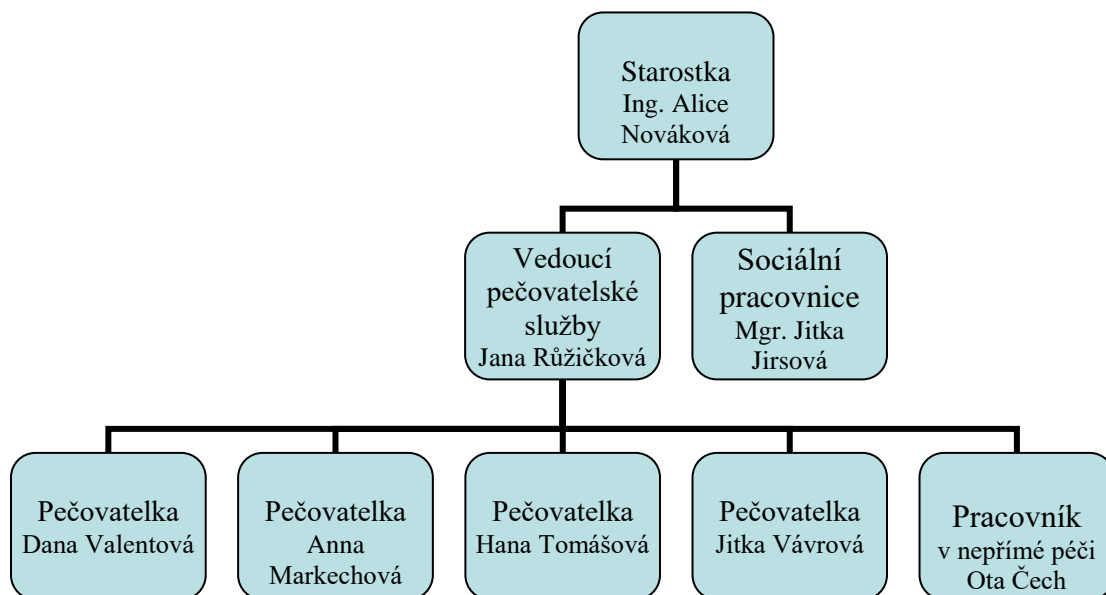 Starostka
Ing. Alice
Nováková
Vedoucí
pečovatelské
služby
Jana Růžičková
Sociální
pracovnice
Mgr. Jitka
Jirsová
Pečovatelka
Dana Valentová
Pečovatelka
Anna
Markechová
Pečovatelka
Hana Tomášová
Pečovatelka
Jitka Vávrová
Pracovník
v nepřímé péči
Ota Čech